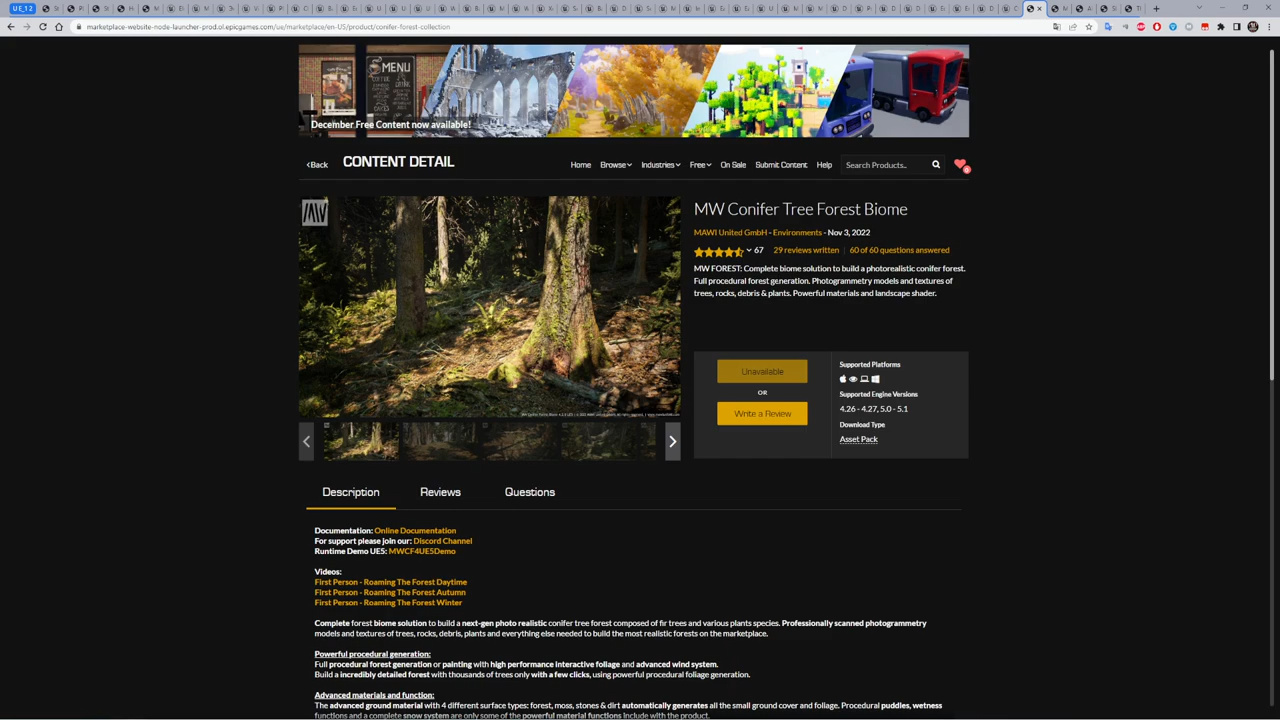 UE_12
marketplace-website-node-launcher-prod.ol.epicgames.com/ue/marketplace/en-US/product/conifer-forest-collection
MENU
December Free Content now available!
Back
CONTENT DETAIL
Home
Browse
Industries
Free
On Sale
Submit Content
Help
Search Products..
0
MW Conifer Tree Forest Biome
MAWI United GmbH - Environments - Nov 3, 2022
67
29 reviews written
60 of 60 questions answered
MW FOREST: Complete biome solution to build a photorealistic conifer forest.
Full procedural forest generation. Photogrammetry models and textures of
trees, rocks, debris & plants. Powerful materials and landscape shader.
Unavailable
OR
Write a Review
Supported Platforms
Supported Engine Versions
4.26 - 4.27, 5.0 - 5.1
Download Type
Asset Pack
Description
Reviews
Questions
Documentation: Online Documentation
For support please join our: Discord Channel
Runtime Demo UE5: MWCF4UE5Demo
Videos:
First Person - Roaming The Forest Daytime
First Person - Roaming The Forest Autumn
First Person - Roaming The Forest Winter
Complete forest biome solution to build a next-gen photo realistic conifer tree forest composed of fir trees and various plants species. Professionally scanned photogrammetry
models and textures of trees, rocks, debris, plants and everything else needed to build the most realistic forests on the marketplace.
Powerful procedural generation:
Full procedural forest generation or painting with high performance interactive foliage and advanced wind system.
Build a incredibly detailed forest with thousands of trees only with a few clicks, using powerful procedural foliage generation.
Advanced materials and function:
The advanced ground material with 4 different surface types: forest, moss, stones & dirt automatically generates all the small ground cover and foliage. Procedural puddles, wetness
functions and a complete snow system are only some of the powerful material functions include with the product.